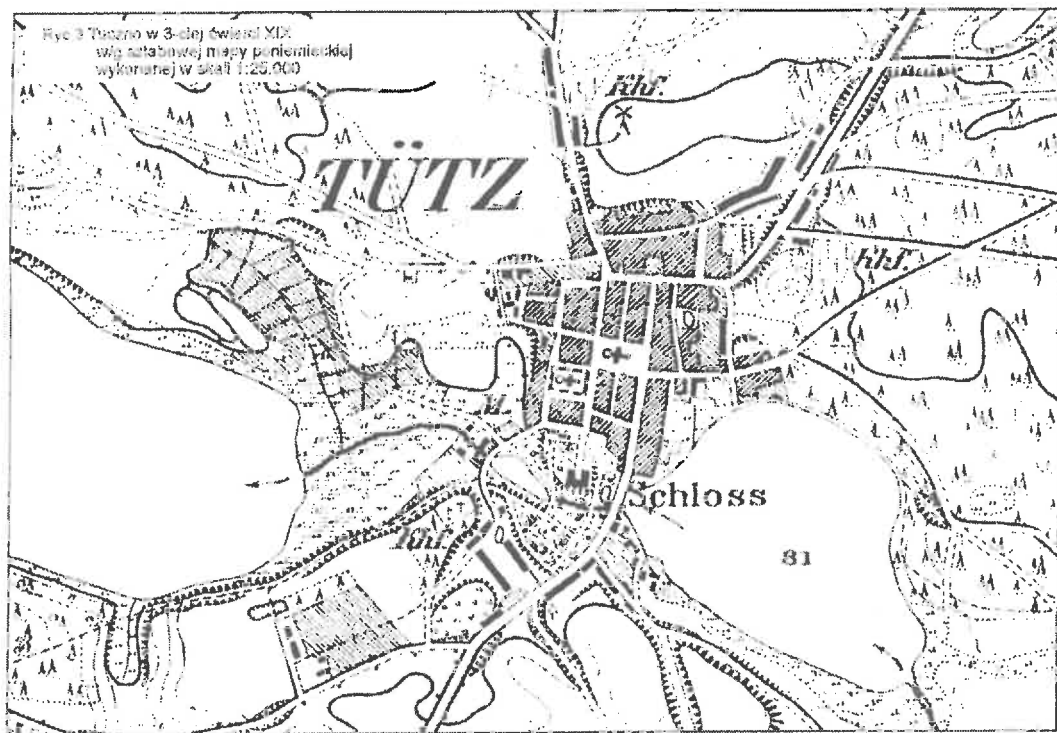 Ryc 3 Tuczno w 3-ciej ćwierci XIX
w/g sztabowej mapy poniemieckiej
wykonanej w skali 1:25.000
Khf.
TÜTZ
Khf.
M.
Schloss
Khf.
81